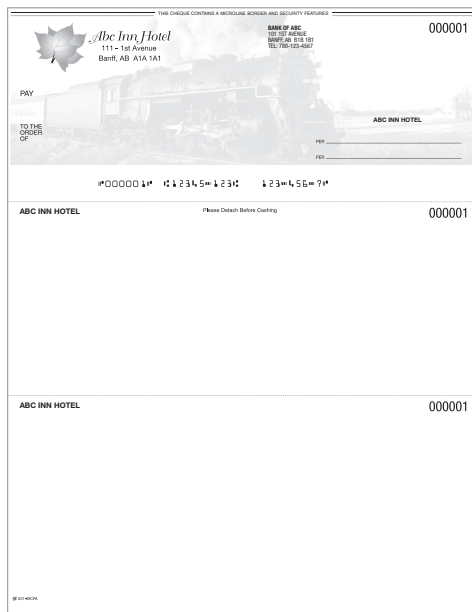 THIS CHEQUE CONTAINS A MICROLINE BORDER AND SECURITY FEATURES
000001
Abc Inn Hotel
111 - 1st Avenue
Banff, AB A1A 1A1
BANK OF ABC
101 1ST AVENUE
BANFF, AB B1B 1B1
TEL: 780-123-4567
PAY
TO THE
ORDER
OF
ABC INN HOTEL
PER
PER
⑈000001⑈ ⑆12345⑉123⑆ 123⑉456⑉7⑈
ABC INN HOTEL
Please Detach Before Cashing
000001
ABC INN HOTEL
000001